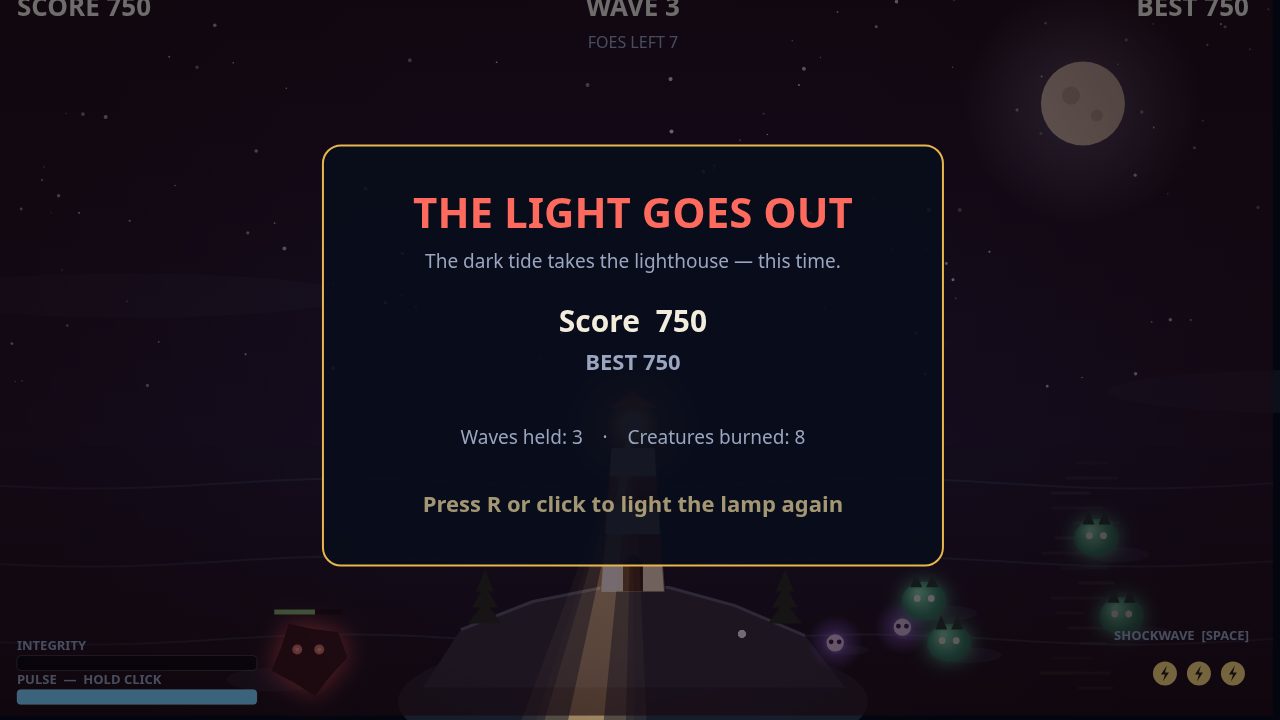 SCORE 750
WAVE 3
BEST 750
FOES LEFT 7
THE LIGHT GOES OUT
The dark tide takes the lighthouse — this time.
Score 750
BEST 750
Waves held: 3 · Creatures burned: 8
Press R or click to light the lamp again
INTEGRITY
PULSE — HOLD CLICK
SHOCKWAVE [SPACE]